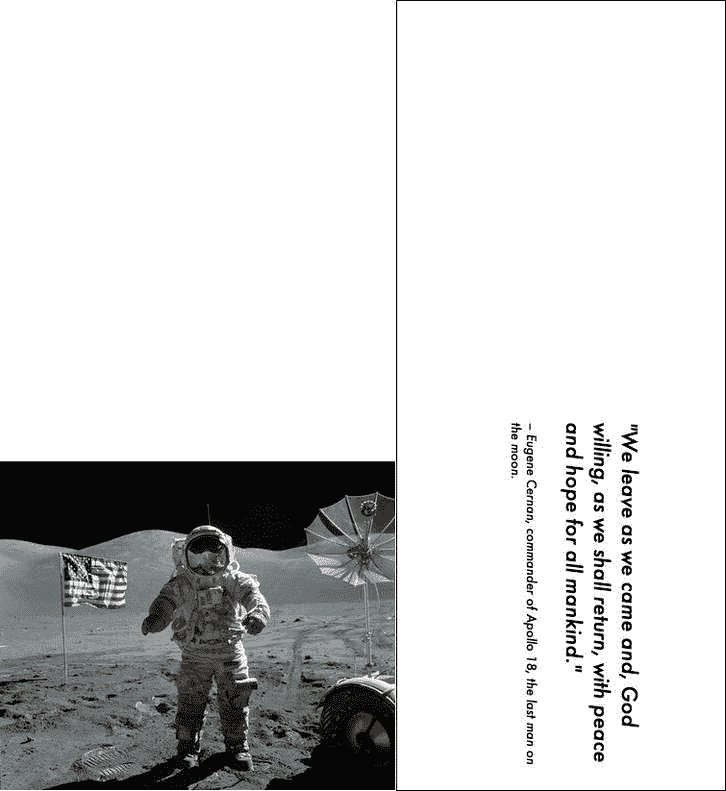 "We leave as we came and, God
willing, as we shall return, with peace
and hope for all mankind."
– Eugene Cernan, commander of Apollo 18, the last man on
the moon.